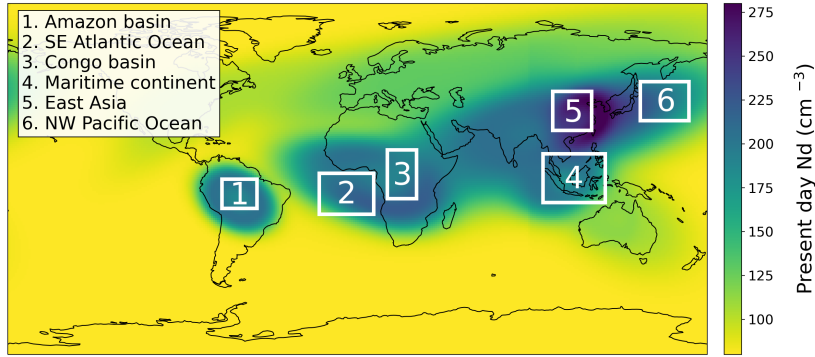 1. Amazon basin
2. SE Atlantic Ocean
3. Congo basin
4. Maritime continent
5. East Asia
6. NW Pacific Ocean
1
2
3
4
5
6
275
250
225
200
175
150
125
100
Present day Nd (cm⁻³)